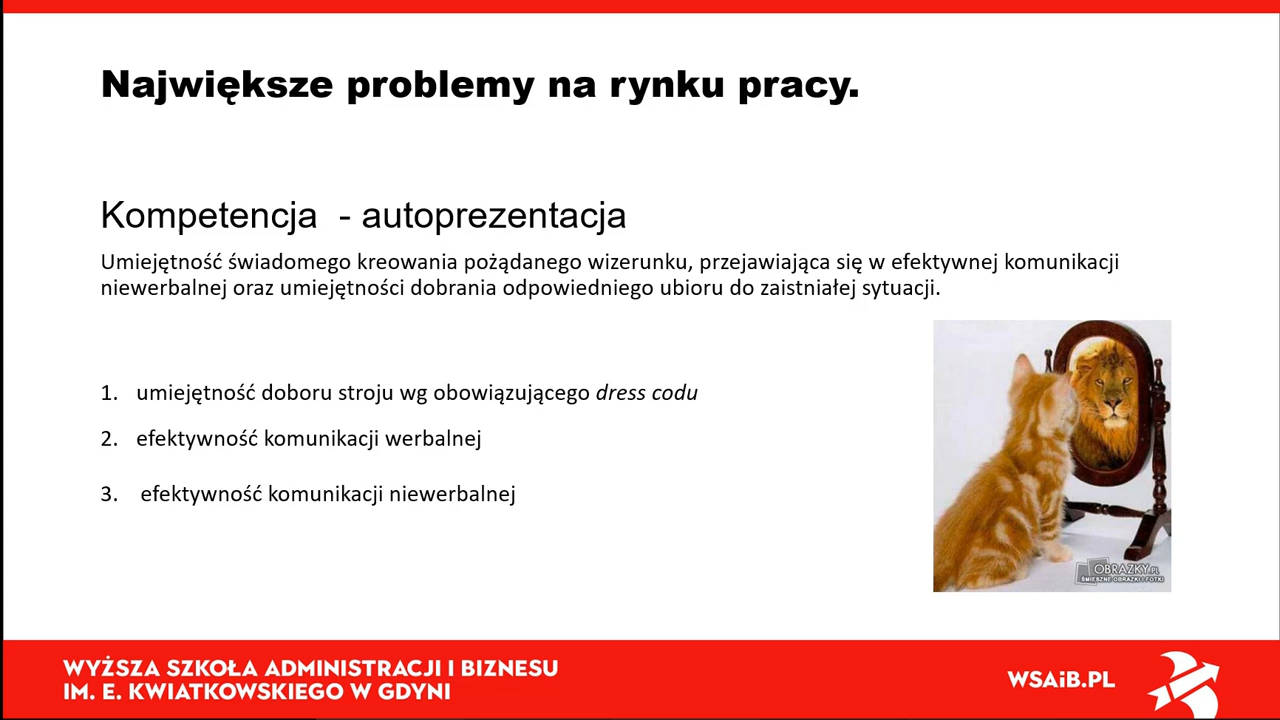 Największe problemy na rynku pracy.
Kompetencja - autoprezentacja
Umiejętność świadomego kreowania pożądanego wizerunku, przejawiająca się w efektywnej komunikacji
niewerbalnej oraz umiejętności dobrania odpowiedniego ubioru do zaistniałej sytuacji.
1. umiejętność doboru stroju wg obowiązującego dress codu
2. efektywność komunikacji werbalnej
3. efektywność komunikacji niewerbalnej
OBRAZKY.PL
ŚMIESZNE OBRAZKI I FOTKI
WYŻSZA SZKOŁA ADMINISTRACJI I BIZNESU
IM. E. KWIATKOWSKIEGO W GDYNI
WSAiB.PL